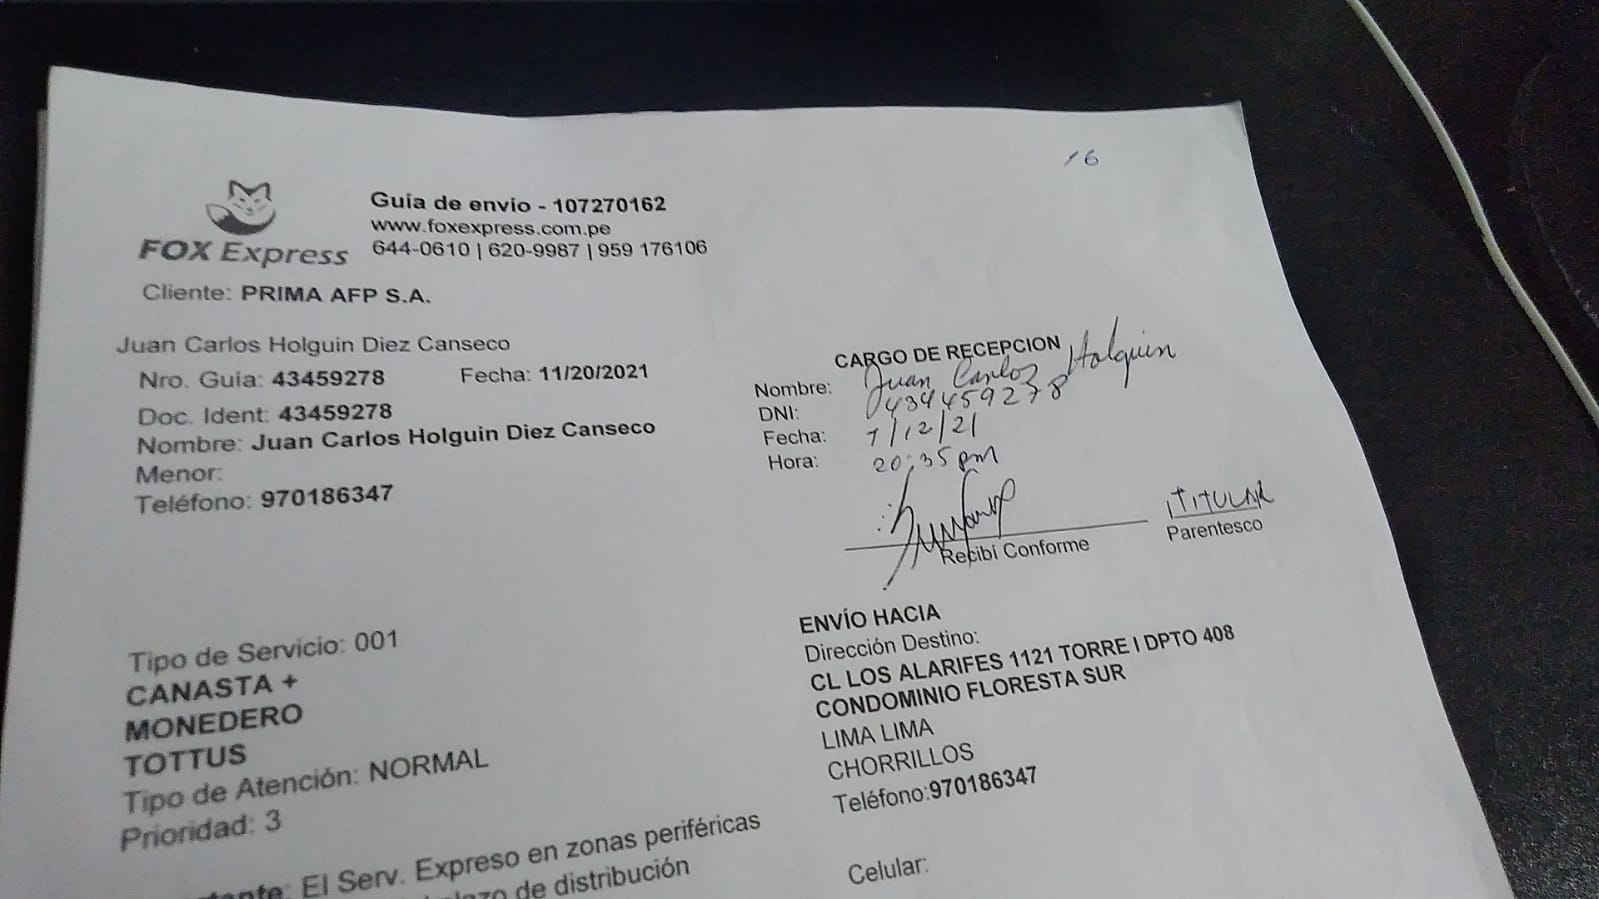 16
FOX Express
Guía de envío - 107270162
www.foxexpress.com.pe
644-0610 | 620-9987 | 959 176106
Cliente: PRIMA AFP S.A.
Juan Carlos Holguin Diez Canseco
Nro. Guía: 43459278 Fecha: 11/20/2021
Doc. Ident: 43459278
Nombre: Juan Carlos Holguin Diez Canseco
Menor:
Teléfono: 970186347
CARGO DE RECEPCION
Nombre: Juan Carlos Holguin
DNI: 434459278
Fecha: 7/12/21
Hora: 20:35 pm
Recibí Conforme
TITULAR
Parentesco
Tipo de Servicio: 001
CANASTA +
MONEDERO
TOTTUS
Tipo de Atención: NORMAL
Prioridad: 3
ENVÍO HACIA
Dirección Destino:
CL LOS ALARIFES 1121 TORRE I DPTO 408
CONDOMINIO FLORESTA SUR
LIMA LIMA
CHORRILLOS
Teléfono:970186347
Celular:
El Serv. Expreso en zonas periféricas
de distribución